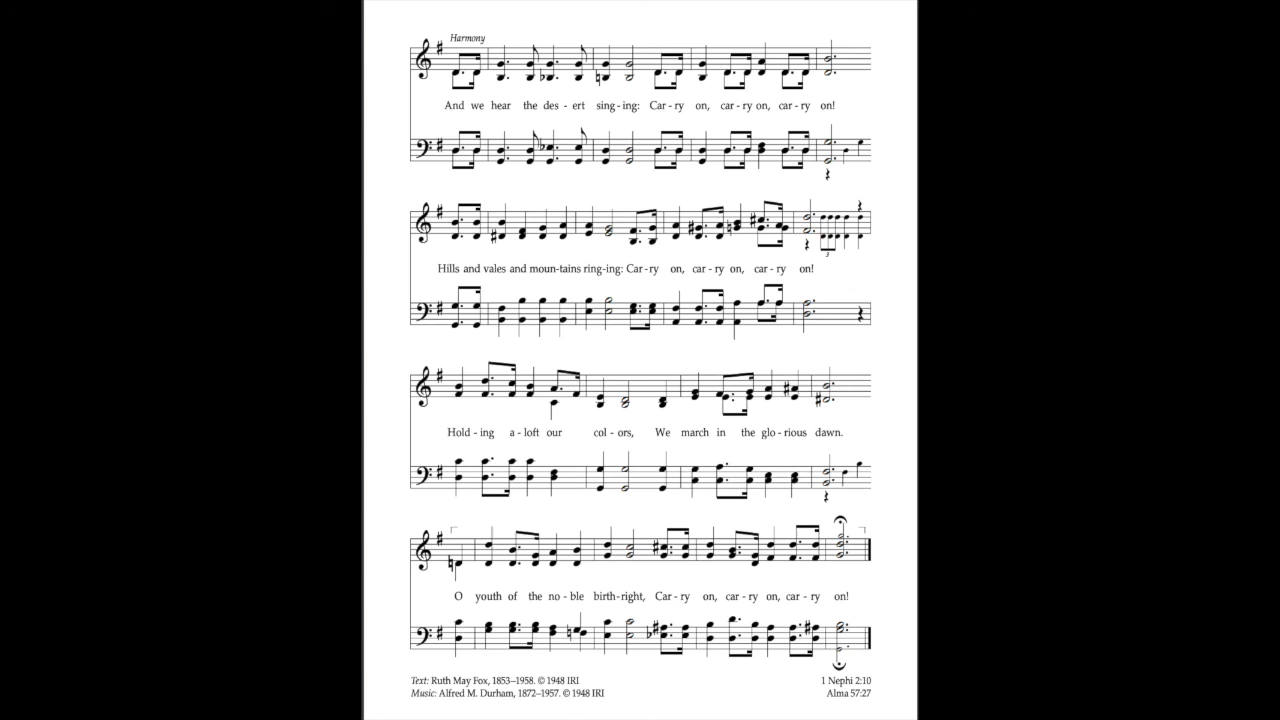 Harmony
And we hear the des - ert sing - ing: Car - ry on, car - ry on, car - ry on!
Hills and vales and moun - tains ring - ing: Car - ry on, car - ry on, car - ry on!
3
Hold - ing a - loft our col - ors, We march in the glo - rious dawn.
O youth of the no - ble birth - right, Car - ry on, car - ry on, car - ry on!
Text: Ruth May Fox, 1853–1958. © 1948 IRI
Music: Alfred M. Durham, 1872–1957. © 1948 IRI
1 Nephi 2:10
Alma 57:27